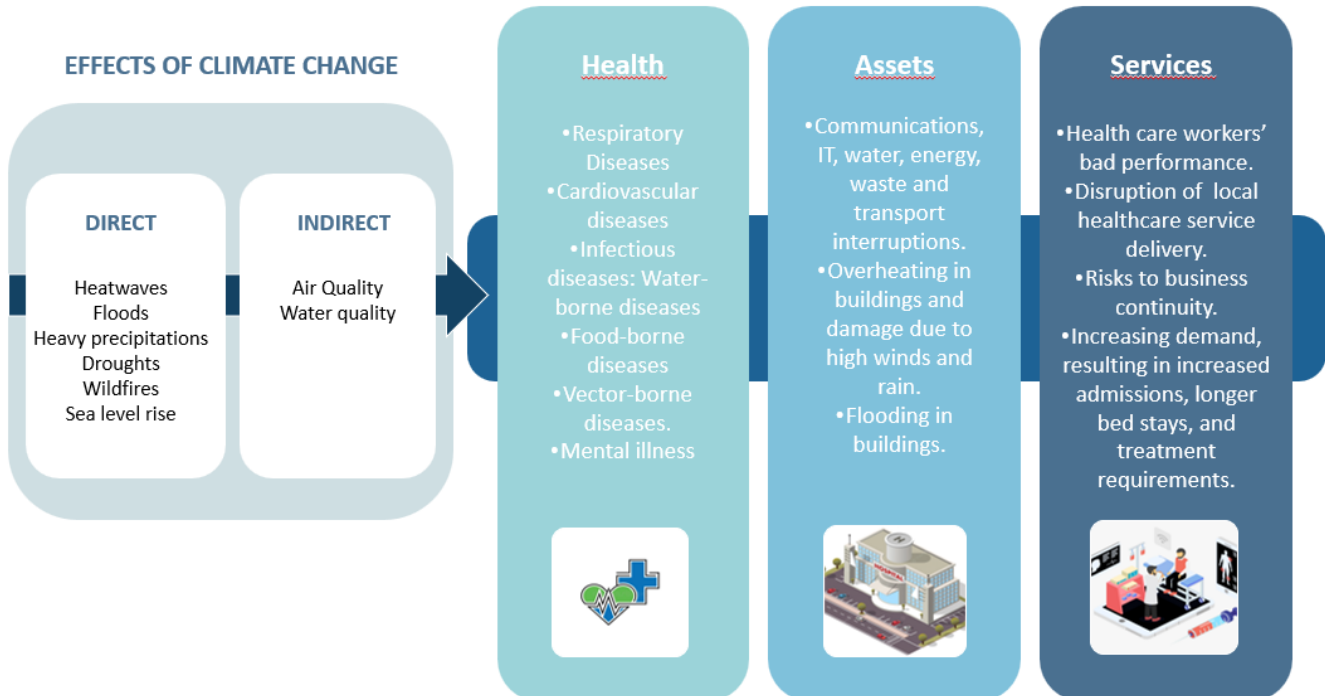 EFFECTS OF CLIMATE CHANGE
DIRECT
Heatwaves
Floods
Heavy precipitations
Droughts
Wildfires
Sea level rise
INDIRECT
Air Quality
Water quality
Health
•Respiratory
Diseases
•Cardiovascular
diseases
•Infectious
diseases: Water-
borne diseases
•Food-borne
diseases
•Vector-borne
diseases.
•Mental illness
Assets
•Communications,
IT, water, energy,
waste and
transport
interruptions.
•Overheating in
buildings and
damage due to
high winds and
rain.
•Flooding in
buildings.
H
HOSPITAL
Services
•Health care workers’
bad performance.
•Disruption of local
healthcare service
delivery.
•Risks to business
continuity.
•Increasing demand,
resulting in increased
admissions, longer
bed stays, and
treatment
requirements.